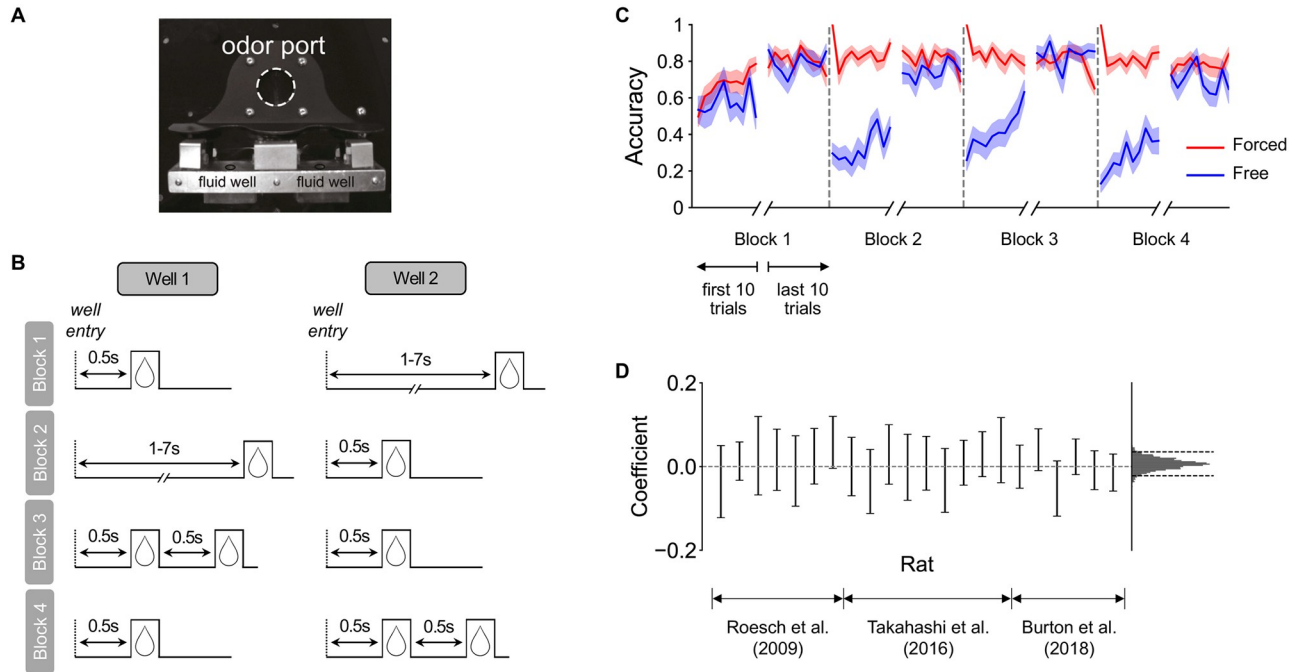 A
odor port
fluid well
fluid well
B
Well 1
Well 2
well
entry
well
entry
Block 1
0.5s
1-7s
Block 2
1-7s
0.5s
Block 3
0.5s
0.5s
0.5s
Block 4
0.5s
0.5s
0.5s
C
Accuracy
1
0.8
0.6
0.4
0.2
0
Forced
Free
Block 1
Block 2
Block 3
Block 4
first 10
trials
last 10
trials
D
Coefficient
0.2
0.0
−0.2
Rat
Roesch et al.
(2009)
Takahashi et al.
(2016)
Burton et al.
(2018)